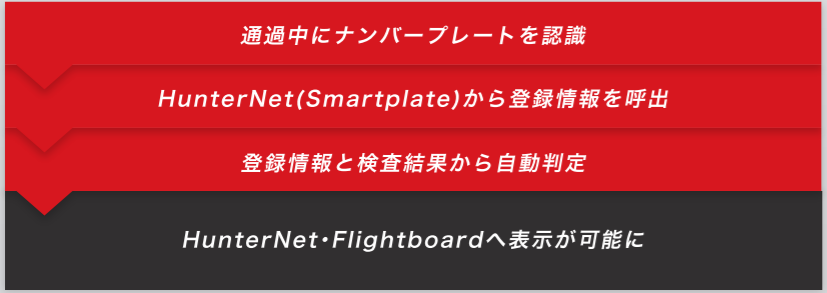 通過中にナンバープレートを認識
HunterNet(Smartplate)から登録情報を呼出
登録情報と検査結果から自動判定
HunterNet・Flightboardへ表示が可能に